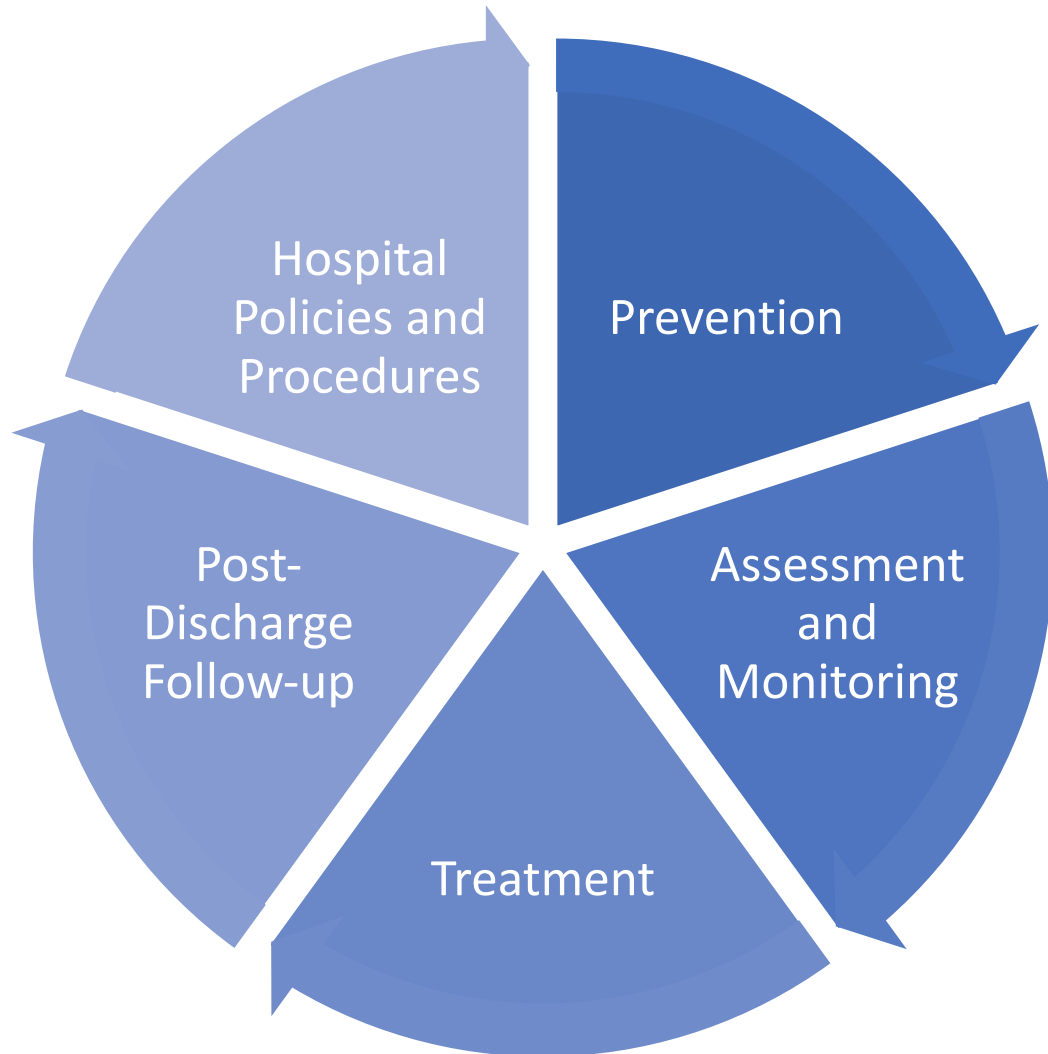 Prevention
Assessment
and
Monitoring
Treatment
Post-
Discharge
Follow-up
Hospital
Policies and
Procedures